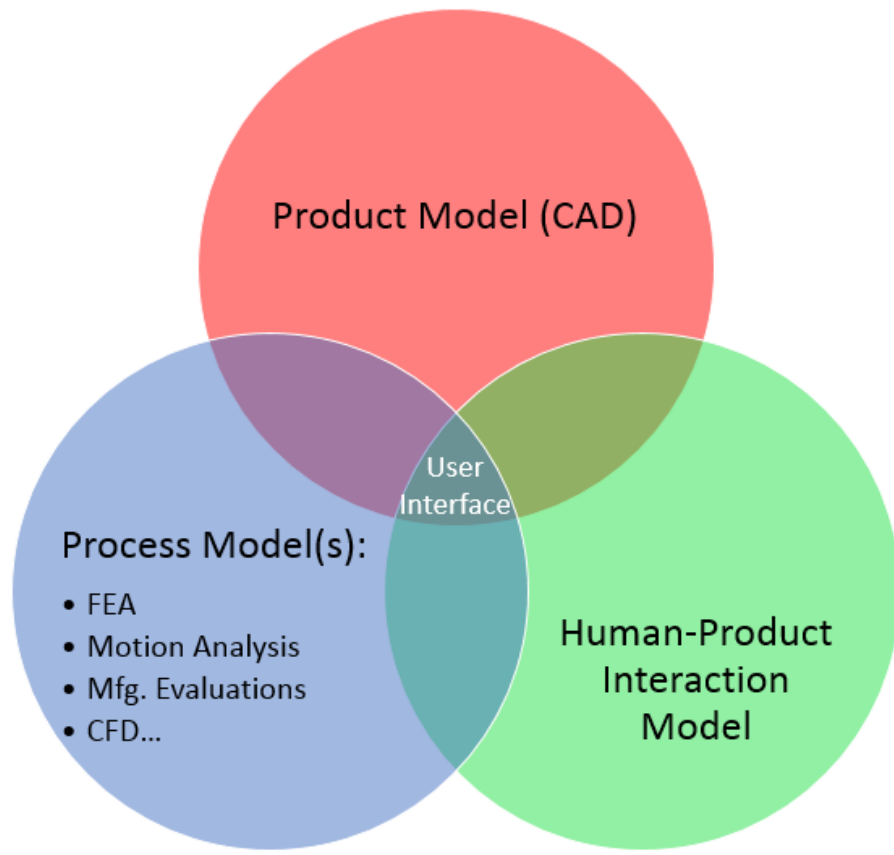 Product Model (CAD)
User
Interface
Process Model(s):
• FEA
• Motion Analysis
• Mfg. Evaluations
• CFD...
Human-Product
Interaction
Model